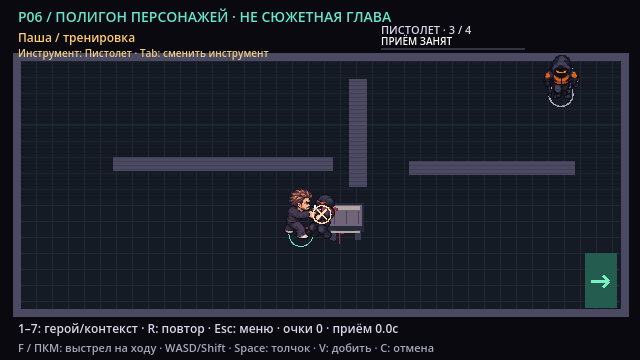 P06 / ПОЛИГОН ПЕРСОНАЖЕЙ · НЕ СЮЖЕТНАЯ ГЛАВА
Паша / тренировка
ПИСТОЛЕТ · 3 / 4
ПРИЁМ ЗАНЯТ
Инструмент: Пистолет · Tab: сменить инструмент
1–7: герой/контекст · R: повтор · Esc: меню · очки 0 · приём 0.0с
F / ПКМ: выстрел на ходу · WASD/Shift · Space: толчок · V: добить · C: отмена